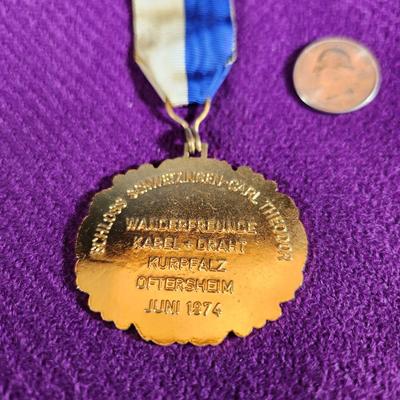 SCHLOSS SCHWETZINGEN-CARL THEODOR
WANDERFREUNDE
KABEL + DRAHT
KURPFALZ
OFTERSHEIM
JUNI 1974